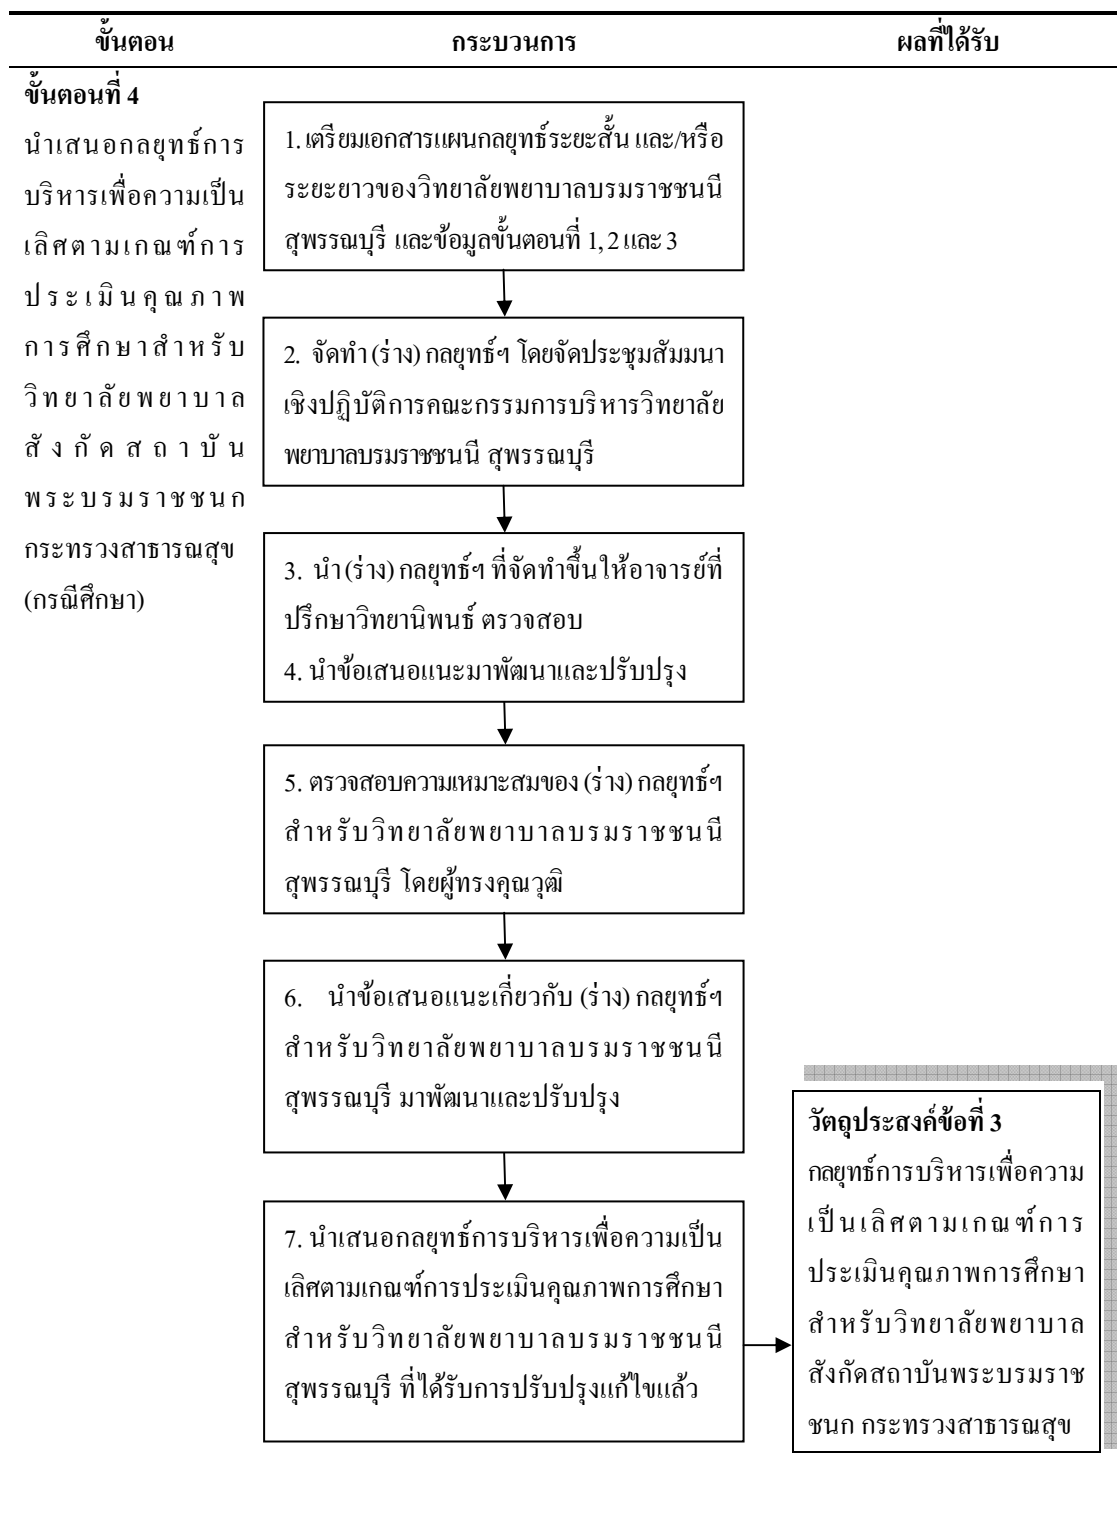 ขั้นตอน กระบวนการ ผลที่ได้รับ
ขั้นตอนที่ 4
นำเสนอกลยุทธ์การ
บริหารเพื่อความเป็น
เลิศตามเกณฑ์การ
ประเมินคุณภาพ
การศึกษาสำหรับ
วิทยาลัยพยาบาล
สังกัดสถาบัน
พระบรมราชชนก
กระทรวงสาธารณสุข
(กรณีศึกษา)
1. เตรียมเอกสารแผนกลยุทธ์ระยะสั้น และ/หรือ
ระยะยาวของวิทยาลัยพยาบาลบรมราชชนนี
สุพรรณบุรี และข้อมูลขั้นตอนที่ 1, 2 และ 3
2. จัดทำ (ร่าง) กลยุทธ์ฯ โดยจัดประชุมสัมมนา
เชิงปฏิบัติการคณะกรรมการบริหารวิทยาลัย
พยาบาลบรมราชชนนี สุพรรณบุรี
3. นำ (ร่าง) กลยุทธ์ฯ ที่จัดทำขึ้นให้อาจารย์ที่
ปรึกษาวิทยานิพนธ์ ตรวจสอบ
4. นำข้อเสนอแนะมาพัฒนาและปรับปรุง
5. ตรวจสอบความเหมาะสมของ (ร่าง) กลยุทธ์ฯ
สำหรับวิทยาลัยพยาบาลบรมราชชนนี
สุพรรณบุรี โดยผู้ทรงคุณวุฒิ
6. นำข้อเสนอแนะเกี่ยวกับ (ร่าง) กลยุทธ์ฯ
สำหรับวิทยาลัยพยาบาลบรมราชชนนี
สุพรรณบุรี มาพัฒนาและปรับปรุง
7. นำเสนอกลยุทธ์การบริหารเพื่อความเป็น
เลิศตามเกณฑ์การประเมินคุณภาพการศึกษา
สำหรับวิทยาลัยพยาบาลบรมราชชนนี
สุพรรณบุรี ที่ได้รับการปรับปรุงแก้ไขแล้ว
วัตถุประสงค์ข้อที่ 3
กลยุทธ์การบริหารเพื่อความ
เป็นเลิศตามเกณฑ์การ
ประเมินคุณภาพการศึกษา
สำหรับวิทยาลัยพยาบาล
สังกัดสถาบันพระบรมราช
ชนก กระทรวงสาธารณสุข